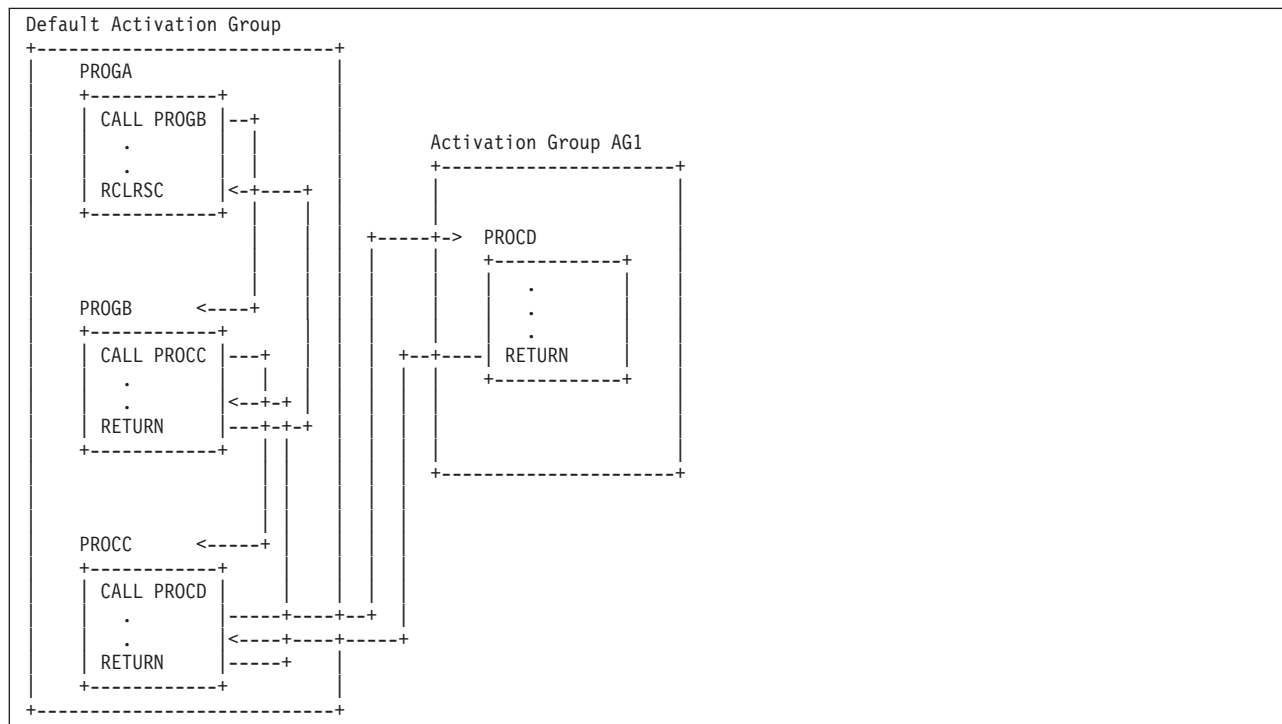 Default Activation Group
PROGA
CALL PROGB
.
.
RCLRSC
Activation Group AG1
PROCD
.
.
.
RETURN
PROGB
CALL PROCC
.
.
RETURN
PROCC
CALL PROCD
.
.
RETURN